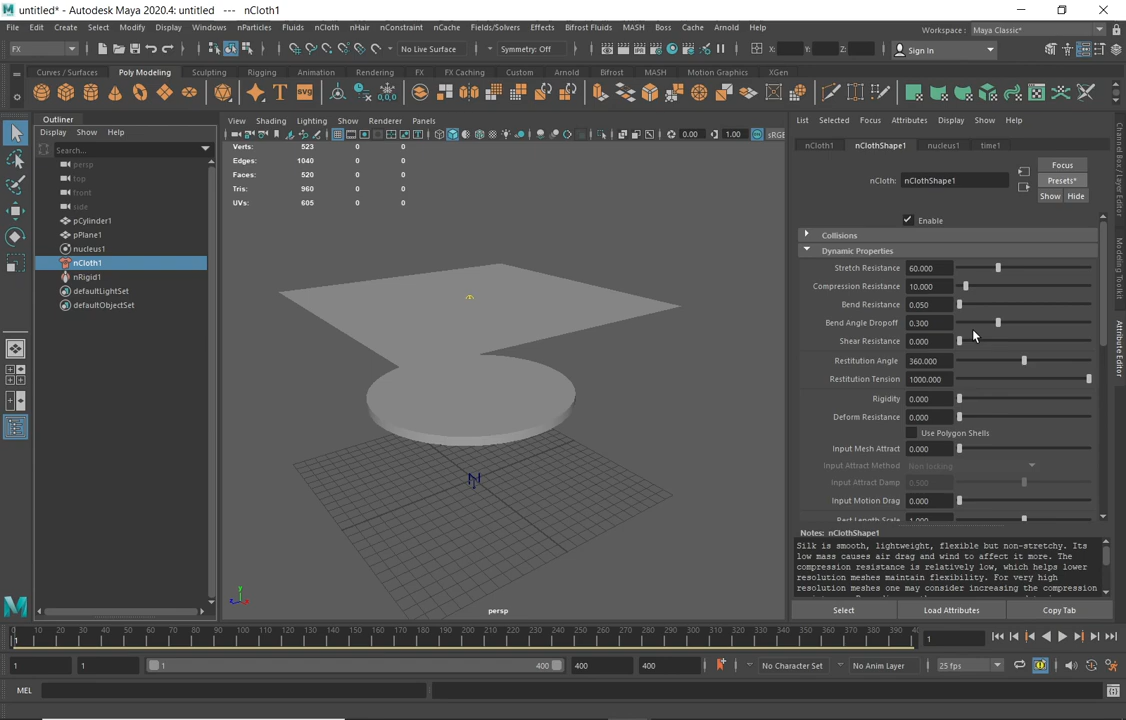 untitled* - Autodesk Maya 2020.4: untitled --- nCloth1
File Edit Create Select Modify Display Windows nParticles Fluids nCloth nHair nConstraint nCache Fields/Solvers Effects Bifrost Fluids MASH Boss Cache Arnold Help
Workspace: Maya Classic*
FX
No Live Surface
Symmetry: Off
X:
Y:
Z:
Sign In
Curves / Surfaces Poly Modeling Sculpting Rigging Animation Rendering FX FX Caching Custom Arnold Bifrost MASH Motion Graphics XGen
Outliner
Display Show Help
Search...
persp
top
front
side
pCylinder1
pPlane1
nucleus1
nCloth1
nRigid1
defaultLightSet
defaultObjectSet
View Shading Lighting Show Renderer Panels
0.00 1.00 sRGB
Verts: 523 0 0
Edges: 1040 0 0
Faces: 520 0 0
Tris: 960 0 0
UVs: 605 0 0
persp
List Selected Focus Attributes Display Show Help
nCloth1 nClothShape1 nucleus1 time1
nCloth: nClothShape1
Focus
Presets*
Show Hide
Enable
Collisions
Dynamic Properties
Stretch Resistance 60.000
Compression Resistance 10.000
Bend Resistance 0.050
Bend Angle Dropoff 0.300
Shear Resistance 0.000
Restitution Angle 360.000
Restitution Tension 1000.000
Rigidity 0.000
Deform Resistance 0.000
Use Polygon Shells
Input Mesh Attract 0.000
Input Attract Method Non locking
Input Attract Damp 0.500
Input Motion Drag 0.000
Rest Length Scale 1.000
Notes: nClothShape1
Silk is smooth, lightweight, flexible but non-stretchy. Its
low mass causes air drag and wind to affect it more. The
compression resistance is relatively low, which helps lower
resolution meshes maintain flexibility. For very high
resolution meshes one may consider increasing the compression
Select Load Attributes Copy Tab
Channel Box / Layer Editor
Modeling Toolkit
Attribute Editor
1 10 20 30 40 50 60 70 80 90 100 110 120 130 140 150 160 170 180 190 200 210 220 230 240 250 260 270 280 290 300 310 320 330 340 350 360 370 380 390 1
1 1 1 400 400 400 No Character Set No Anim Layer 25 fps
MEL